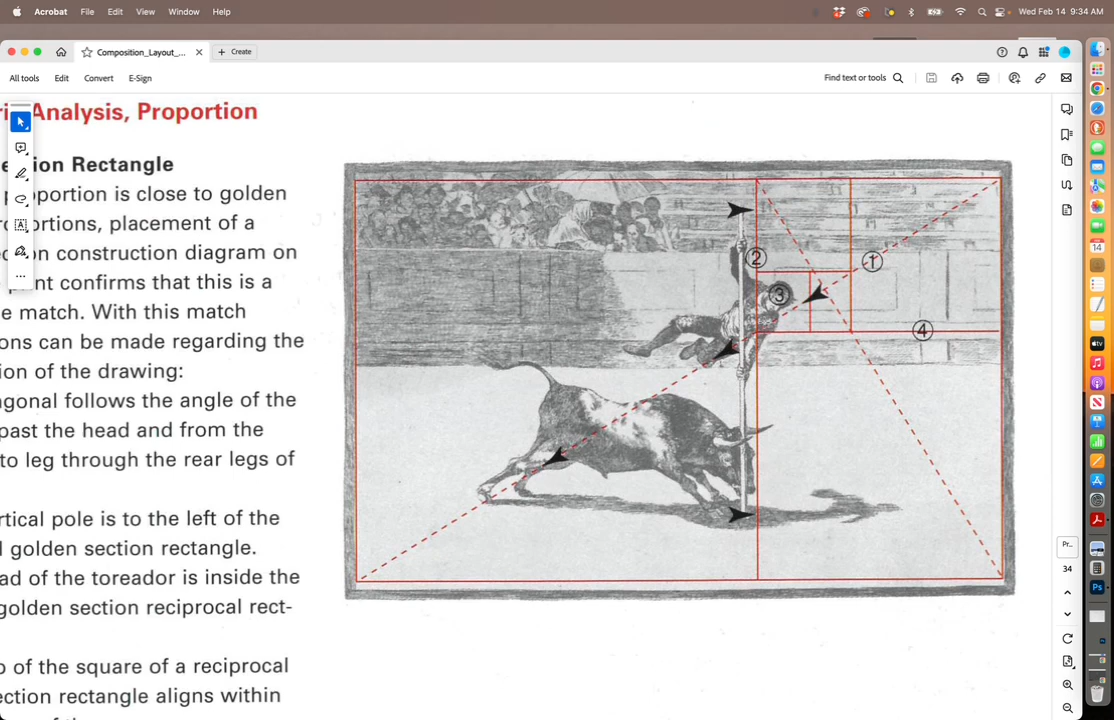 Acrobat File Edit View Window Help
Wed Feb 14 9:34 AM
Composition_Layout_...
Create
All tools Edit Convert E-Sign
Find text or tools
Analysis, Proportion
ion Rectangle
proportion is close to golden
ortions, placement of a
on construction diagram on
print confirms that this is a
e match. With this match
ons can be made regarding the
ion of the drawing:
agonal follows the angle of the
past the head and from the
to leg through the rear legs of
rtical pole is to the left of the
l golden section rectangle.
ad of the toreador is inside the
golden section reciprocal rect-
o of the square of a reciprocal
ection rectangle aligns within
1
2
3
4
Pr...
34